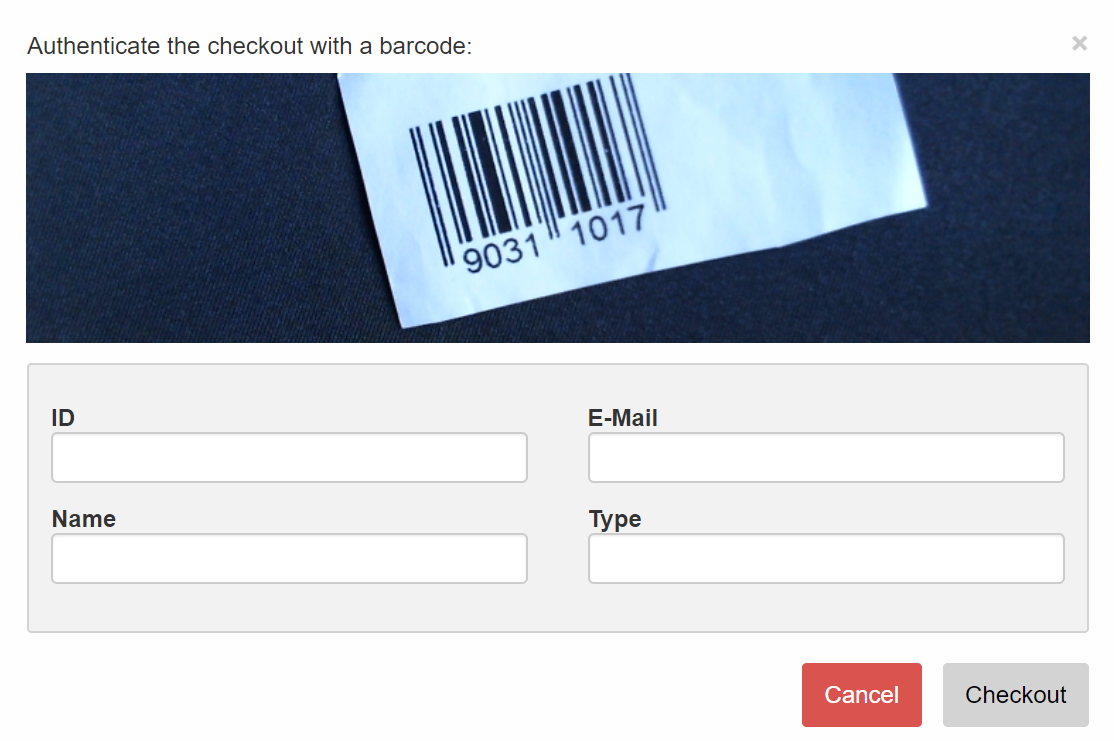 Authenticate the checkout with a barcode:
×
9031 1017
ID
E-Mail
Name
Type
Cancel
Checkout